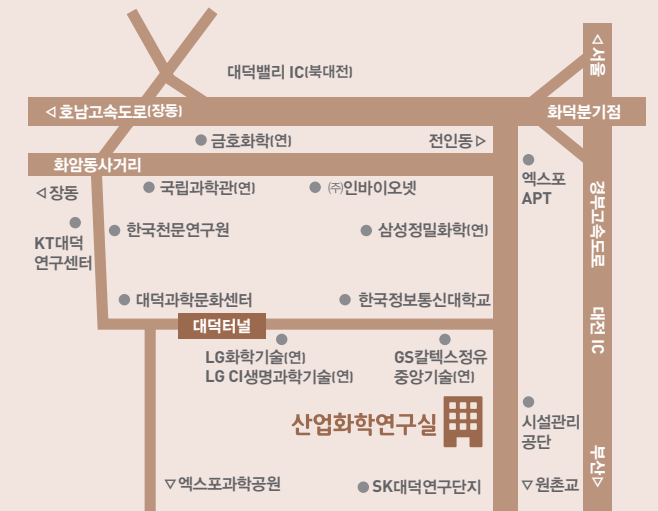 대덕밸리 IC(북대전)
◁서울
◁호남고속도로(장동)
화덕분기점
금호화학(연)
전인동▷
화암동사거리
◁장동
국립과학관(연)
㈜인바이오넷
엑스포
APT
KT대덕
연구센터
한국천문연구원
삼성정밀화학(연)
경부고속도로
대덕과학문화센터
한국정보통신대학교
대덕터널
대전 IC
LG화학기술(연)
LG CI생명과학기술(연)
GS칼텍스정유
중앙기술(연)
산업화학연구실
시설관리
공단
부산▷
▽엑스포과학공원
SK대덕연구단지
▽원촌교